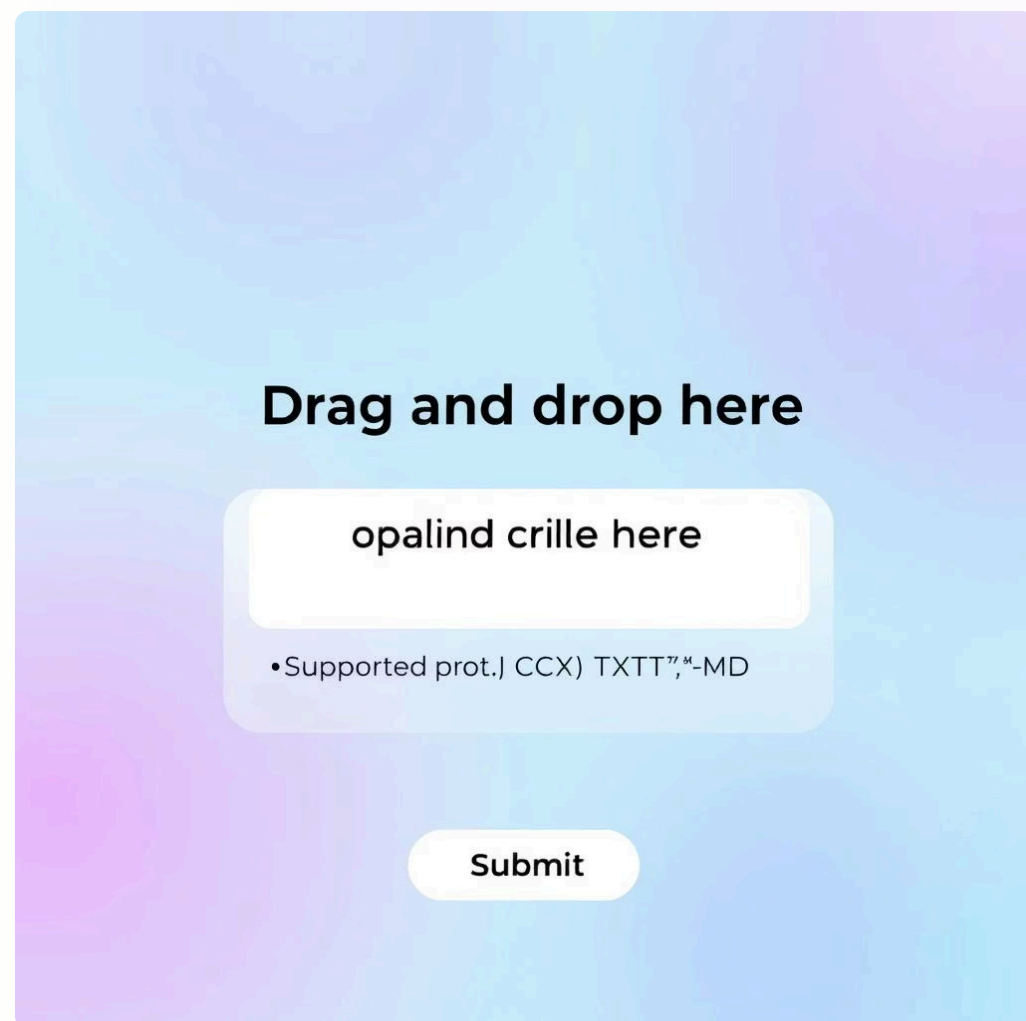 Drag and drop here
opalind crille here
•Supported prot.J CCX) TXTT",“-MD
Submit